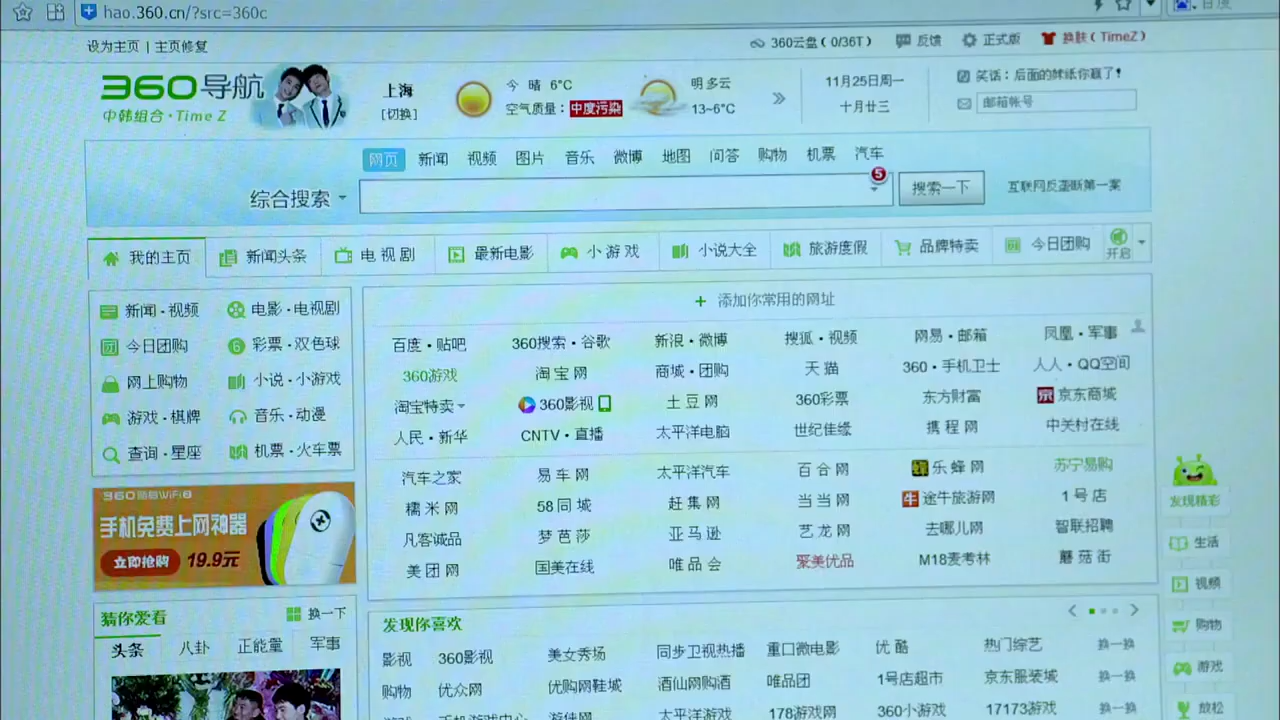 hao.360.cn/?src=360c
百度
设为主页 | 主页修复
360云盘（0/36T） 反馈 正式版 换肤（TimeZ）
360导航
中韩组合·Time Z
上海
[切换]
今 晴 6°C
空气质量：中度污染
明 多云
13~6°C
11月25日周一
十月廿三
笑话：后面的妹纸你赢了!
邮箱帐号
网页 新闻 视频 图片 音乐 微博 地图 问答 购物 机票 汽车
综合搜索
5
搜索一下
互联网反垄断第一案
我的主页 新闻头条 电视剧 最新电影 小游戏 小说大全 旅游度假 品牌特卖 今日团购 开启
新闻·视频 电影·电视剧
今日团购 彩票·双色球
网上购物 小说·小游戏
游戏·棋牌 音乐·动漫
查询·星座 机票·火车票
+ 添加你常用的网址
百度·贴吧 360搜索·谷歌 新浪·微博 搜狐·视频 网易·邮箱 凤凰·军事
360游戏 淘宝网 商城·团购 天猫 360·手机卫士 人人·QQ空间
淘宝特卖 360影视 土豆网 360彩票 东方财富 京东商城
人民·新华 CNTV·直播 太平洋电脑 世纪佳缘 携程网 中关村在线
汽车之家 易车网 太平洋汽车 百合网 乐蜂网 苏宁易购
糯米网 58同城 赶集网 当当网 途牛旅游网 1号店
凡客诚品 梦芭莎 亚马逊 艺龙网 去哪儿网 智联招聘
美团网 国美在线 唯品会 聚美优品 M18麦考林 蘑菇街
360随身WiFi2
手机免费上网神器
立即抢购 19.9元
猜你爱看 换一下
头条 八卦 正能量 军事
发现你喜欢
影视 360影视 美女秀场 同步卫视热播 重口微电影 优酷 热门综艺 换一换
购物 优众网 优购网鞋城 酒仙网购酒 唯品团 1号店超市 京东服装城 换一换
游戏 手机游戏中心 游侠网 太平洋游戏 178游戏网 360小游戏 17173游戏 换一换
发现精彩
生活
视频
购物
游戏
放松